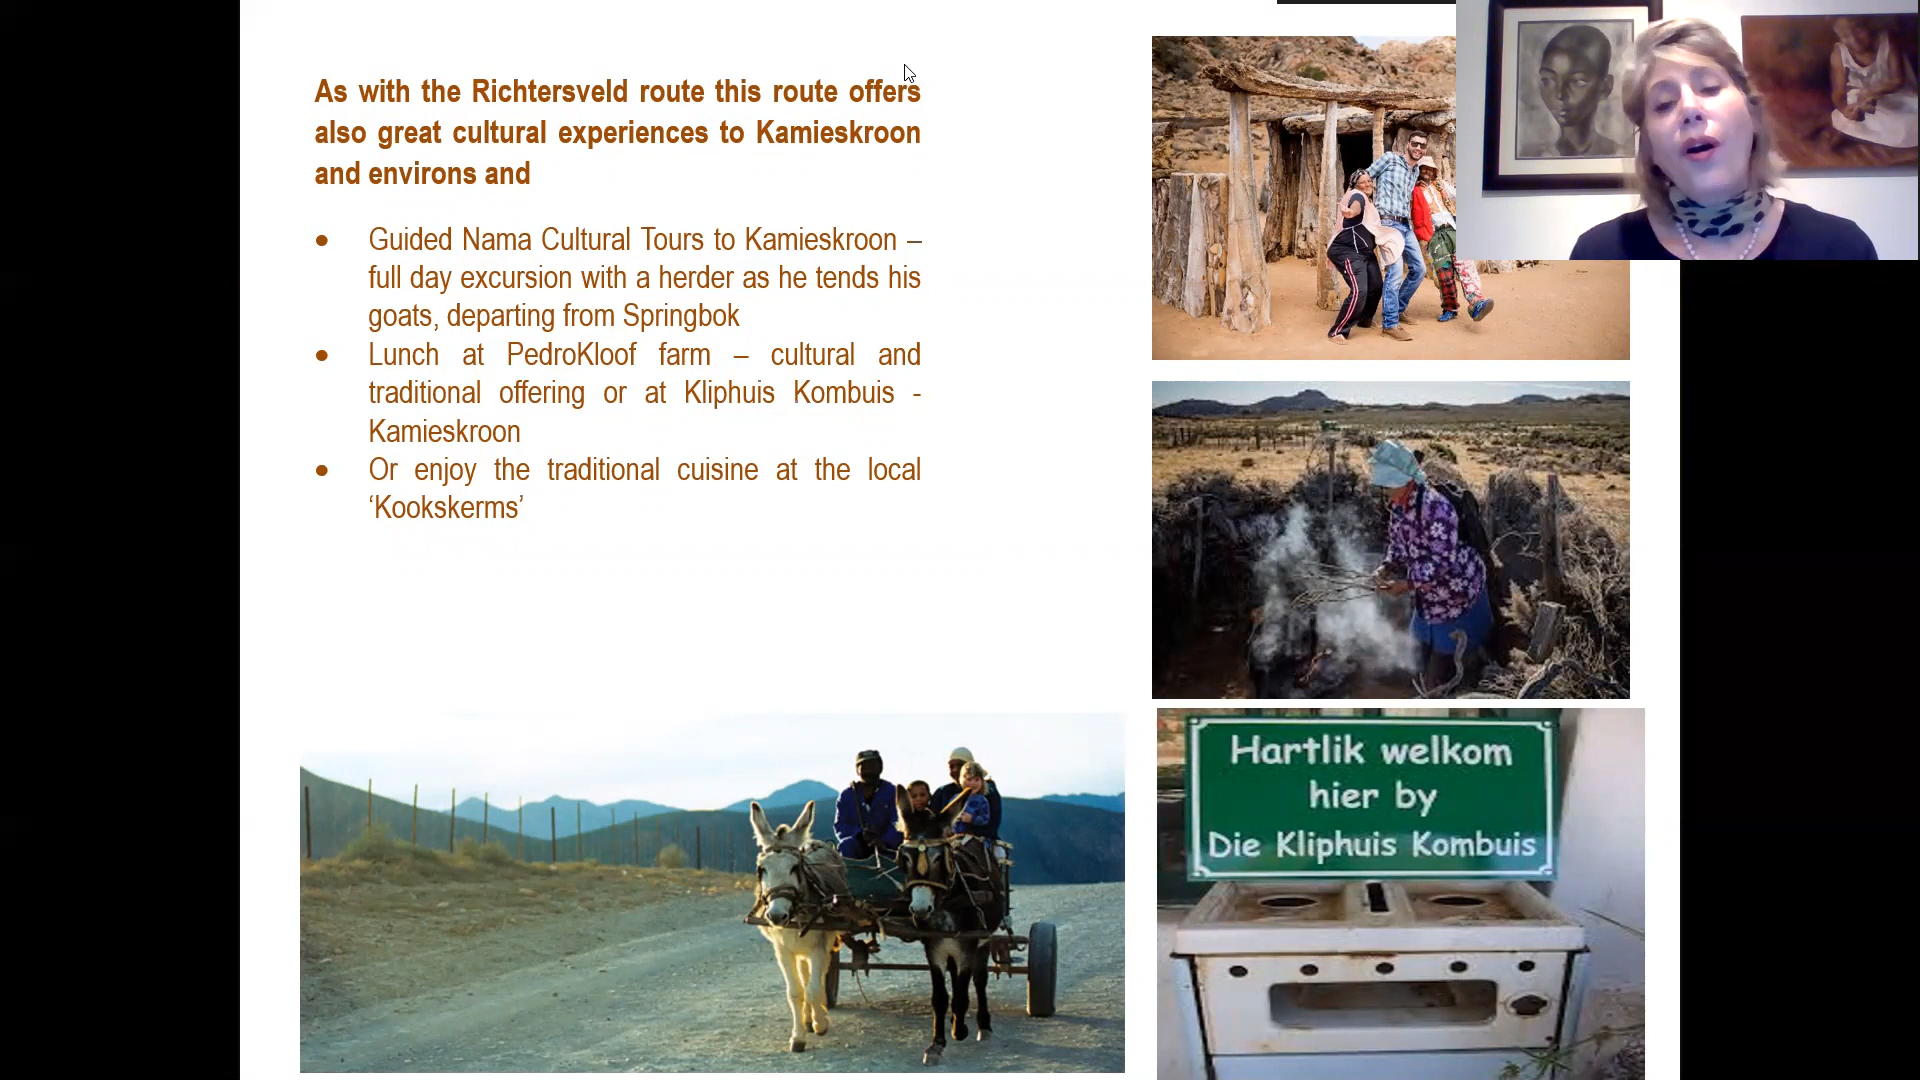 As with the Richtersveld route this route offers
also great cultural experiences to Kamieskroon
and environs and
• Guided Nama Cultural Tours to Kamieskroon –
full day excursion with a herder as he tends his
goats, departing from Springbok
• Lunch at PedroKloof farm – cultural and
traditional offering or at Kliphuis Kombuis -
Kamieskroon
• Or enjoy the traditional cuisine at the local
‘Kookskerms’
Hartlik welkom
hier by
Die Kliphuis Kombuis